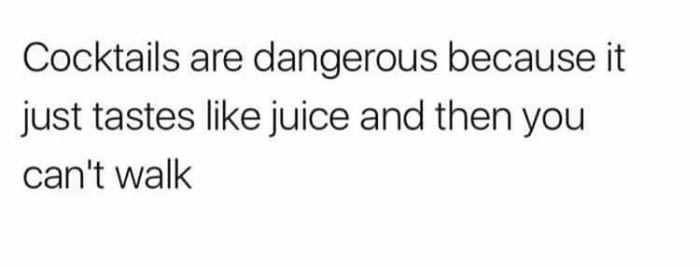 Cocktails are dangerous because it
just tastes like juice and then you
can't walk